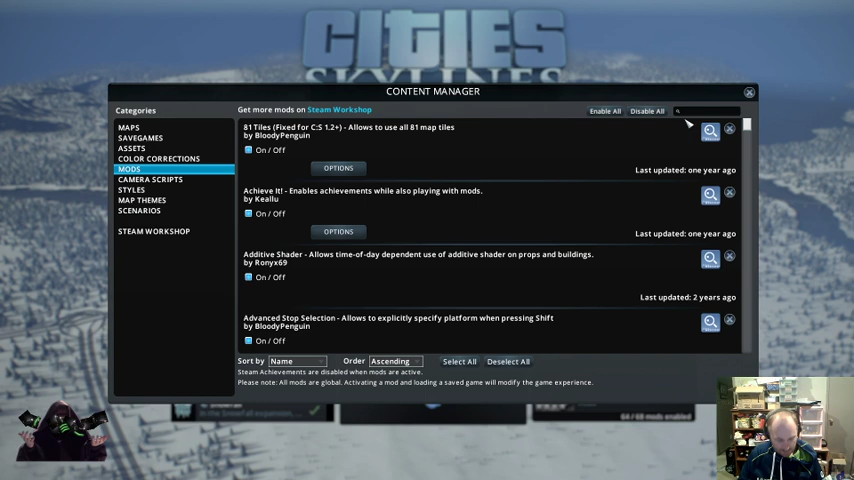 CITIES
SKYLINES
CONTENT MANAGER
Categories
Get more mods on Steam Workshop
Enable All
Disable All
MAPS
SAVEGAMES
ASSETS
COLOR CORRECTIONS
MODS
CAMERA SCRIPTS
STYLES
MAP THEMES
SCENARIOS
STEAM WORKSHOP
81 Tiles (Fixed for C:S 1.2+) - Allows to use all 81 map tiles
by BloodyPenguin
On / Off
OPTIONS
Last updated: one year ago
Achieve It! - Enables achievements while also playing with mods.
by Keallu
On / Off
OPTIONS
Last updated: one year ago
Additive Shader - Allows time-of-day dependent use of additive shader on props and buildings.
by Ronyx69
On / Off
Last updated: 2 years ago
Advanced Stop Selection - Allows to explicitly specify platform when pressing Shift
by BloodyPenguin
On / Off
Sort by Name Order Ascending Select All Deselect All
Steam Achievements are disabled when mods are active.
Please note: All mods are global. Activating a mod and loading a saved game will modify the game experience.
in the Snowfall expansion.
mods enabled